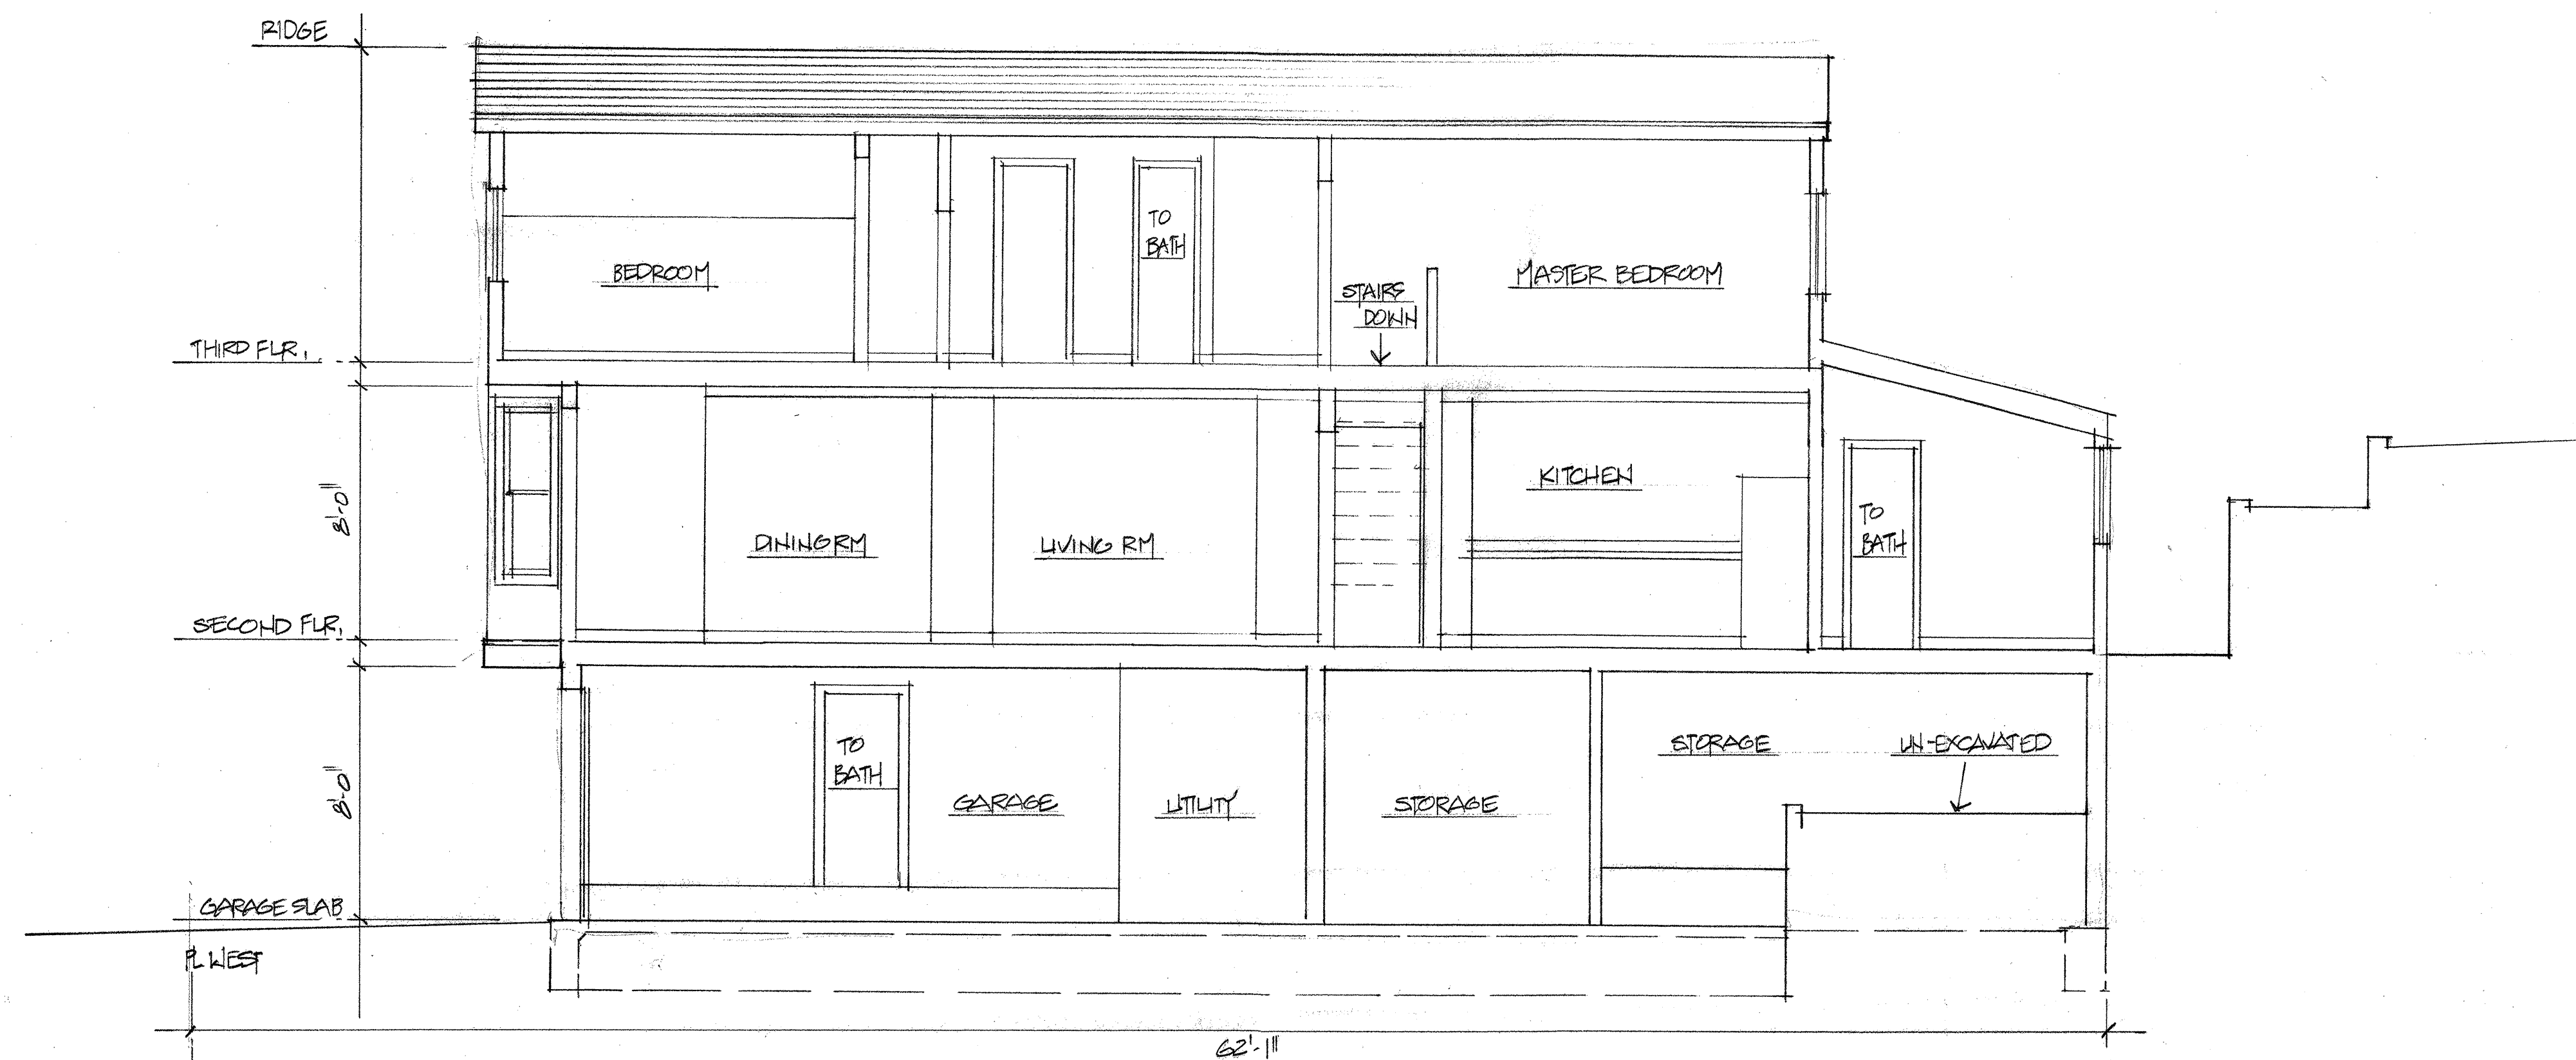 RIDGE
TO
BATH
BEDROOM
MASTER BEDROOM
STAIRS
DOWN
THIRD FLR.
8'-0"
KITCHEN
DINING RM
LIVING RM
TO
BATH
SECOND FLR.
8'-0"
TO
BATH
GARAGE
UTILITY
STORAGE
STORAGE
UN-EXCAVATED
GARAGE SLAB
PL WEST
62'-1"